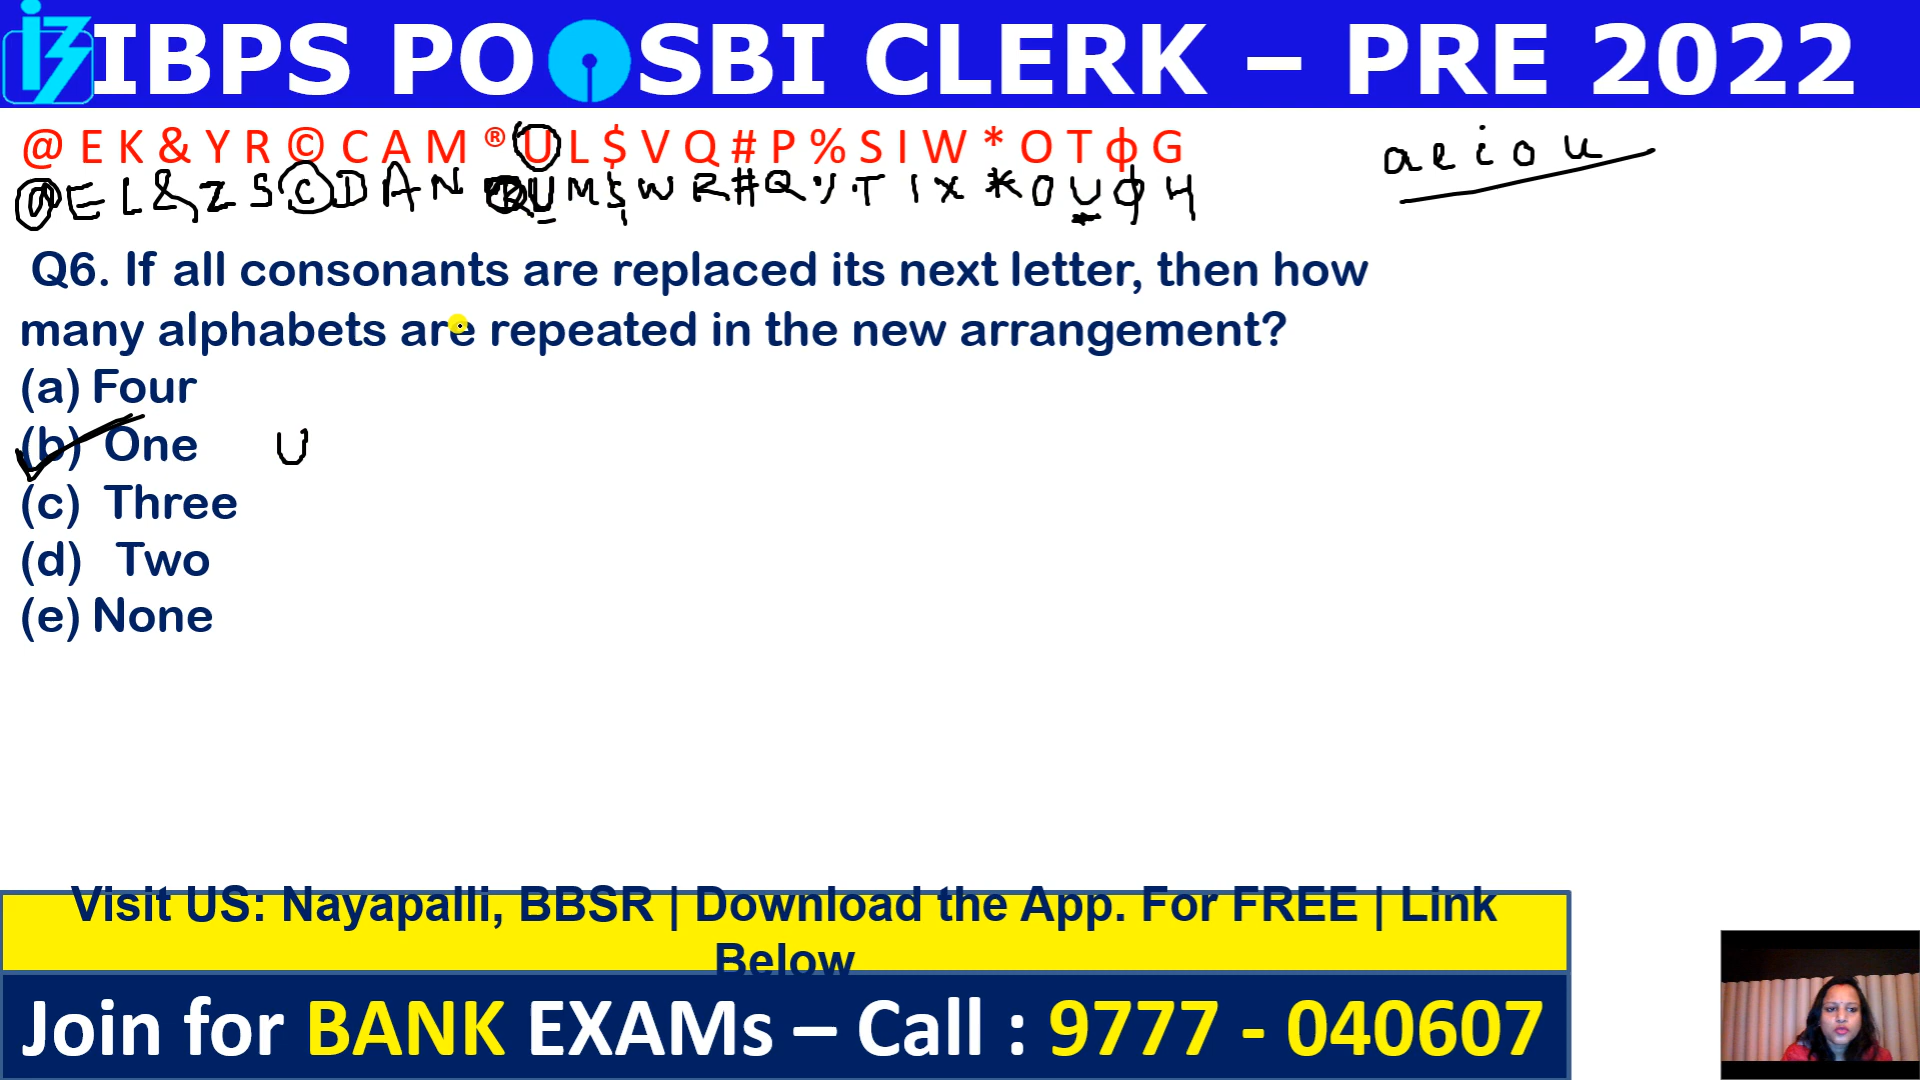 IBPS PO SBI CLERK – PRE 2022
@ E K & Y R © C A M ® U L $ V Q # P % S I W * O T ф G
a e i o u
@ E L & Z S © D A N ® U M $ W R # Q % T I X * O U ф H
Q6. If all consonants are replaced its next letter, then how
many alphabets are repeated in the new arrangement?
(a) Four
(b) One U
(c) Three
(d) Two
(e) None
Visit US: Nayapalli, BBSR | Download the App. For FREE | Link
Below
Join for BANK EXAMs – Call : 9777 - 040607